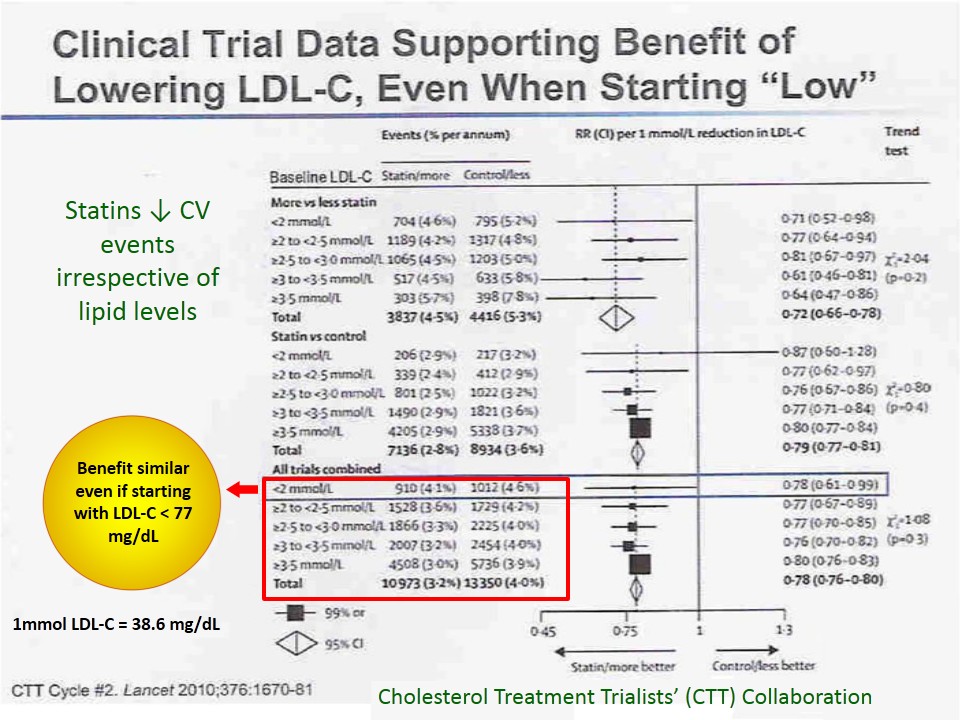 Clinical Trial Data Supporting Benefit of
Lowering LDL-C, Even When Starting “Low”
Events (% per annum) RR (CI) per 1 mmol/L reduction in LDL-C Trend
test
Baseline LDL-C Statin/more Control/less
More vs less statin
<2 mmol/L 704 (4·6%) 795 (5·2%) 0·71 (0·52–0·98)
≥2 to <2·5 mmol/L 1189 (4·2%) 1317 (4·8%) 0·77 (0·64–0·94)
≥2·5 to <3·0 mmol/L 1065 (4·5%) 1203 (5·0%) 0·81 (0·67–0·97) χ²₁=2·04
≥3 to <3·5 mmol/L 517 (4·5%) 633 (5·8%) 0·61 (0·46–0·81) (p=0·2)
≥3·5 mmol/L 303 (5·7%) 398 (7·8%) 0·64 (0·47–0·86)
Total 3837 (4·5%) 4416 (5·3%) 0·72 (0·66–0·78)
Statin vs control
<2 mmol/L 206 (2·9%) 217 (3·2%) 0·87 (0·60–1·28)
≥2 to <2·5 mmol/L 339 (2·4%) 412 (2·9%) 0·77 (0·62–0·97)
≥2·5 to <3·0 mmol/L 801 (2·5%) 1022 (3·2%) 0·76 (0·67–0·86) χ²₁=0·80
≥3 to <3·5 mmol/L 1490 (2·9%) 1821 (3·6%) 0·77 (0·71–0·84) (p=0·4)
≥3·5 mmol/L 4205 (2·9%) 5338 (3·7%) 0·80 (0·77–0·84)
Total 7136 (2·8%) 8934 (3·6%) 0·79 (0·77–0·81)
All trials combined
<2 mmol/L 910 (4·1%) 1012 (4·6%) 0·78 (0·61–0·99)
≥2 to <2·5 mmol/L 1528 (3·6%) 1729 (4·2%) 0·77 (0·67–0·89)
≥2·5 to <3·0 mmol/L 1866 (3·3%) 2225 (4·0%) 0·77 (0·70–0·85) χ²₁=1·08
≥3 to <3·5 mmol/L 2007 (3·2%) 2454 (4·0%) 0·76 (0·70–0·82) (p=0·3)
≥3·5 mmol/L 4508 (3·0%) 5736 (3·9%) 0·80 (0·76–0·83)
Total 10973 (3·2%) 13350 (4·0%) 0·78 (0·76–0·80)
99% or
95% CI
0·45 0·75 1 1·3
Statin/more better Control/less better
Statins ↓ CV
events
irrespective of
lipid levels
Benefit similar
even if starting
with LDL-C < 77
mg/dL
1mmol LDL-C = 38.6 mg/dL
CTT Cycle #2. Lancet 2010;376:1670-81
Cholesterol Treatment Trialists’ (CTT) Collaboration